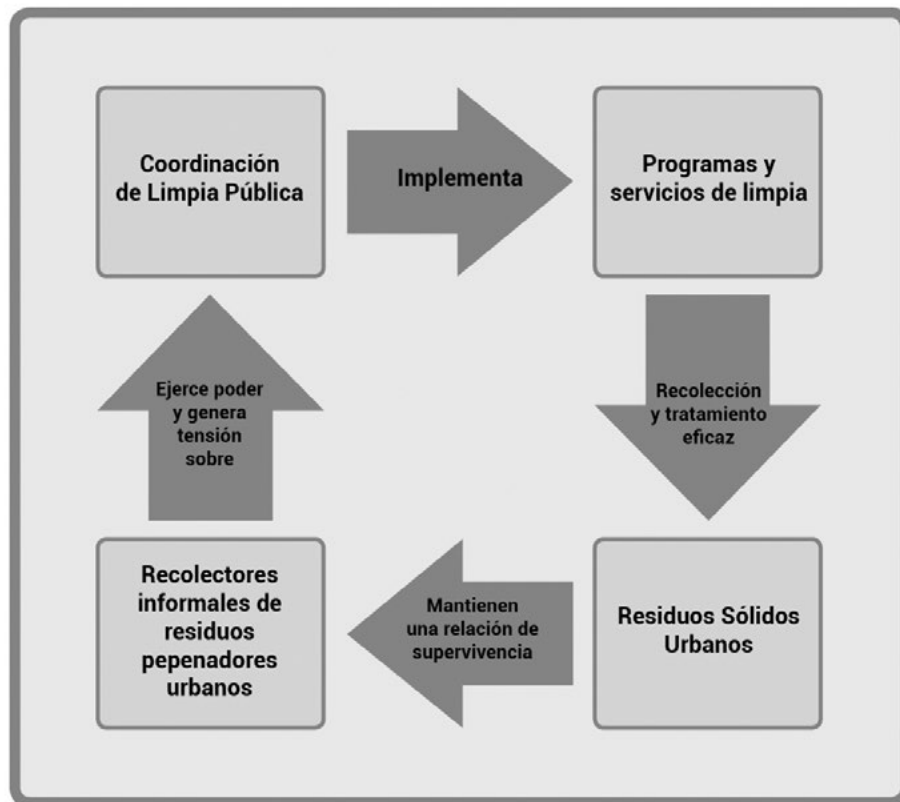 Coordinación
de Limpia Pública
Implementa
Programas y
servicios de limpia
Ejerce poder
y genera
tensión
sobre
Recolección
y tratamiento
eficaz
Recolectores
informales de
residuos
pepenadores
urbanos
Mantienen
una relación de
supervivencia
Residuos Sólidos
Urbanos